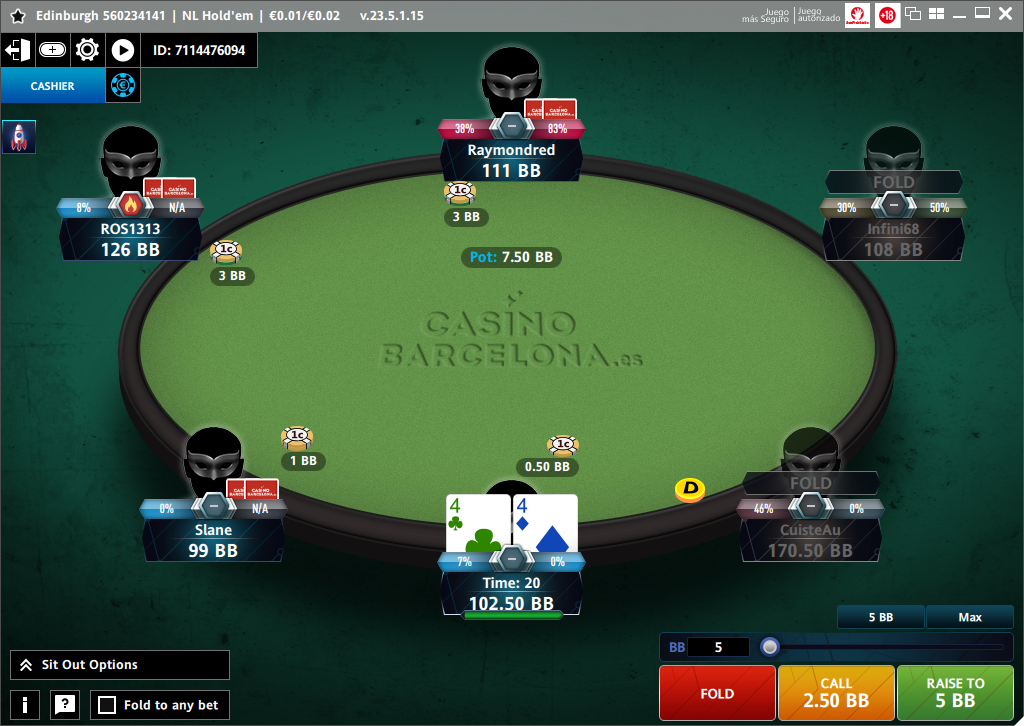 Edinburgh 560234141 | NL Hold'em | €0.01/€0.02 v.23.5.1.15
Juego más Seguro | Juego autorizado
+18
ID: 7114476094
CASHIER
38% 83%
Raymondred
111 BB
1c
3 BB
8% N/A
ROS1313
126 BB
1c
3 BB
FOLD
30% 50%
Infini68
108 BB
Pot: 7.50 BB
CASINO
BARCELONA.es
1c
1 BB
0% N/A
Slane
99 BB
1c
0.50 BB
D
4 4
7% 0%
Time: 20
102.50 BB
FOLD
46% 0%
CuisteAu
170.50 BB
5 BB Max
BB 5
Sit Out Options
Fold to any bet
FOLD
CALL
2.50 BB
RAISE TO
5 BB